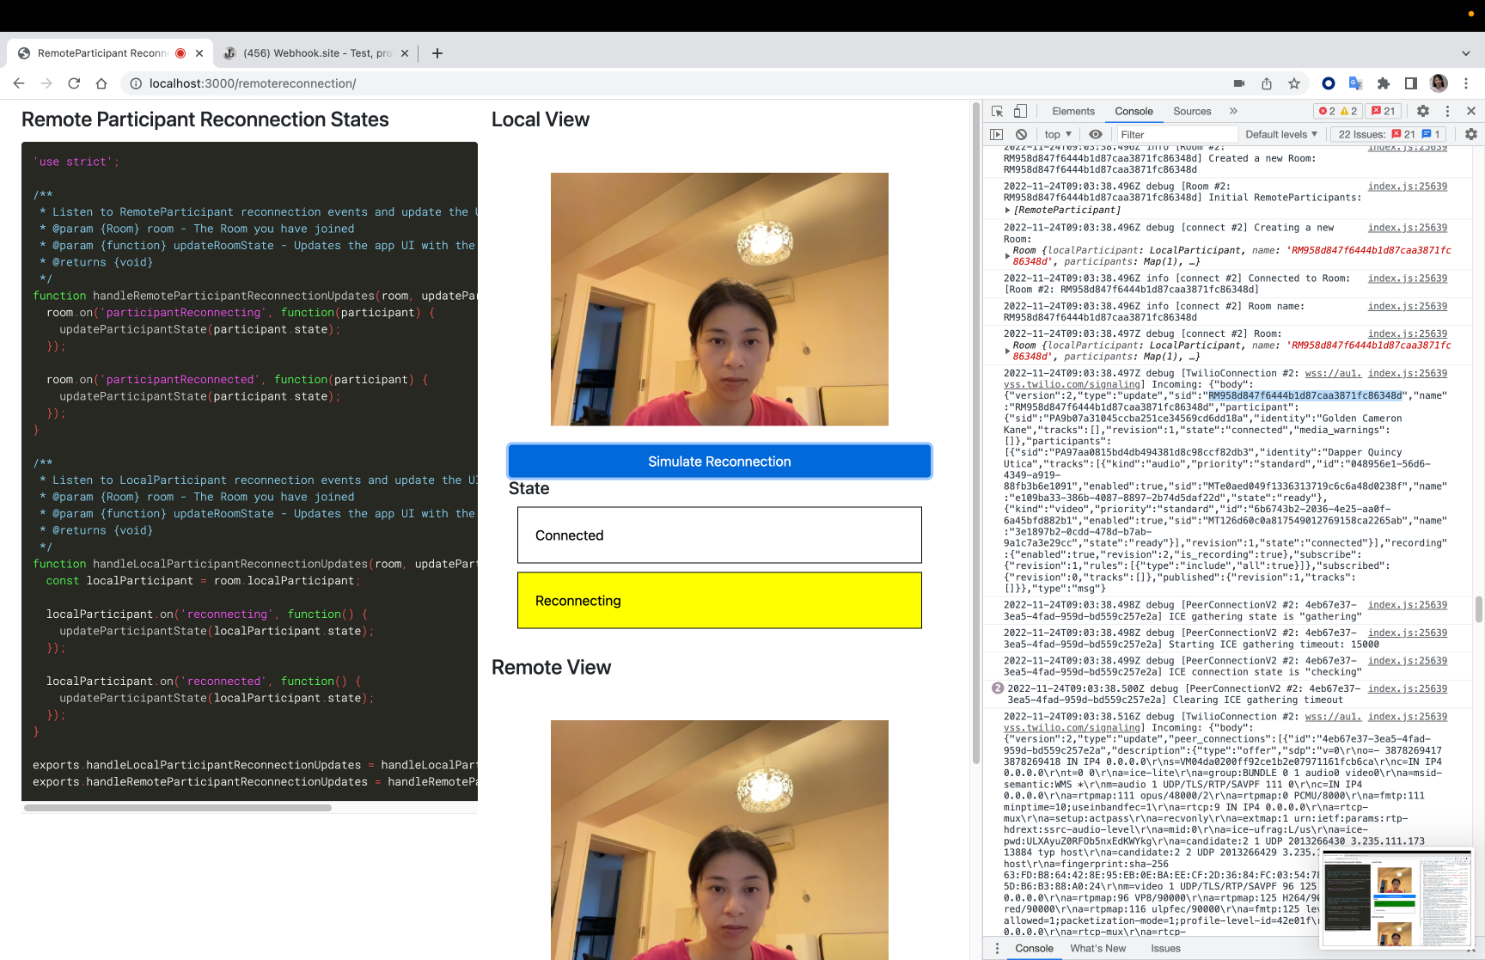 RemoteParticipant Reconn
(456) Webhook.site - Test, pro
localhost:3000/remotereconnection/
Remote Participant Reconnection States
'use strict';
/**
* Listen to RemoteParticipant reconnection events and update the U
* @param {Room} room - The Room you have joined
* @param {function} updateRoomState - Updates the app UI with the
* @returns {void}
*/
function handleRemoteParticipantReconnectionUpdates(room, updatePar
room.on('participantReconnecting', function(participant) {
updateParticipantState(participant.state);
});
room.on('participantReconnected', function(participant) {
updateParticipantState(participant.state);
});
}
/**
* Listen to LocalParticipant reconnection events and update the UI
* @param {Room} room - The Room you have joined
* @param {function} updateRoomState - Updates the app UI with the
* @returns {void}
*/
function handleLocalParticipantReconnectionUpdates(room, updatePart
const localParticipant = room.localParticipant;
localParticipant.on('reconnecting', function() {
updateParticipantState(localParticipant.state);
});
localParticipant.on('reconnected', function() {
updateParticipantState(localParticipant.state);
});
}
exports.handleLocalParticipantReconnectionUpdates = handleLocalPart
exports.handleRemoteParticipantReconnectionUpdates = handleRemotePa
Local View
Simulate Reconnection
State
Connected
Reconnecting
Remote View
Elements Console Sources » 2 2 21
top Filter Default levels 22 Issues: 21 1
2022-11-24T09:03:38.496Z info [Room #2: index.js:25639
RM958d847f6444b1d87caa3871fc86348d] Created a new Room:
RM958d847f6444b1d87caa3871fc86348d
2022-11-24T09:03:38.496Z debug [Room #2: index.js:25639
RM958d847f6444b1d87caa3871fc86348d] Initial RemoteParticipants:
[RemoteParticipant]
2022-11-24T09:03:38.496Z debug [connect #2] Creating a new index.js:25639
Room:
Room {localParticipant: LocalParticipant, name: 'RM958d847f6444b1d87caa3871fc
86348d', participants: Map(1), …}
2022-11-24T09:03:38.496Z info [connect #2] Connected to Room: index.js:25639
[Room #2: RM958d847f6444b1d87caa3871fc86348d]
2022-11-24T09:03:38.496Z info [connect #2] Room name: index.js:25639
RM958d847f6444b1d87caa3871fc86348d
2022-11-24T09:03:38.497Z debug [connect #2] Room: index.js:25639
Room {localParticipant: LocalParticipant, name: 'RM958d847f6444b1d87caa3871fc
86348d', participants: Map(1), …}
2022-11-24T09:03:38.497Z debug [TwilioConnection #2: wss://au1. index.js:25639
vss.twilio.com/signaling] Incoming: {"body":
{"version":2,"type":"update","sid":"RM958d847f6444b1d87caa3871fc86348d","name"
:"RM958d847f6444b1d87caa3871fc86348d","participant":
{"sid":"PA9b07a31045ccba251ce34569cd6dd18a","identity":"Golden Cameron
Kane","tracks":[],"revision":1,"state":"connected","media_warnings":
[]},"participants":
[{"sid":"PA97aa0815bd4db494381d8c98ccf82db3","identity":"Dapper Quincy
Utica","tracks":[{"kind":"audio","priority":"standard","id":"048956e1-56d6-
4349-a919-
88fb3b6e1091","enabled":true,"sid":"MTe0aed049f1336313719c6c6a48d0238f","name"
:"e109ba33-386b-4087-8897-2b74d5daf22d","state":"ready"},
{"kind":"video","priority":"standard","id":"6b6743b2-2036-4e25-aa0f-
6a45bfd882b1","enabled":true,"sid":"MT126d60c0a817549012769158ca2265ab","name"
:"3e1897b2-0cdd-478d-b7ab-
9a1c7a3e29cc","state":"ready"}],"revision":1,"state":"connected"}],"recording"
:{"enabled":true,"revision":2,"is_recording":true},"subscribe":
{"revision":1,"rules":[{"type":"include","all":true}]},"subscribed":
{"revision":0,"tracks":[]},"published":{"revision":1,"tracks":
[]}},"type":"msg"}
2022-11-24T09:03:38.498Z debug [PeerConnectionV2 #2: 4eb67e37- index.js:25639
3ea5-4fad-959d-bd559c257e2a] ICE gathering state is "gathering"
2022-11-24T09:03:38.498Z debug [PeerConnectionV2 #2: 4eb67e37- index.js:25639
3ea5-4fad-959d-bd559c257e2a] Starting ICE gathering timeout: 15000
2022-11-24T09:03:38.499Z debug [PeerConnectionV2 #2: 4eb67e37- index.js:25639
3ea5-4fad-959d-bd559c257e2a] ICE connection state is "checking"
2 2022-11-24T09:03:38.500Z debug [PeerConnectionV2 #2: 4eb67e37- index.js:25639
3ea5-4fad-959d-bd559c257e2a] Clearing ICE gathering timeout
2022-11-24T09:03:38.516Z debug [TwilioConnection #2: wss://au1. index.js:25639
vss.twilio.com/signaling] Incoming: {"body":
{"version":2,"type":"update","peer_connections":[{"id":"4eb67e37-3ea5-4fad-
959d-bd559c257e2a","description":{"type":"offer","sdp":"v=0\r\no=- 3878269417
3878269418 IN IP4 0.0.0.0\r\ns=VM04da0200ff92ce1b2e07971161fcb6ca\r\nc=IN IP4
0.0.0.0\r\nt=0 0\r\na=ice-lite\r\na=group:BUNDLE 0 1 audio0 video0\r\na=msid-
semantic:WMS *\r\nm=audio 1 UDP/TLS/RTP/SAVPF 111 0\r\nc=IN IP4
0.0.0.0\r\na=rtpmap:111 opus/48000/2\r\na=rtpmap:0 PCMU/8000\r\na=fmtp:111
minptime=10;useinbandfec=1\r\na=rtcp:9 IN IP4 0.0.0.0\r\na=rtcp-
mux\r\na=setup:actpass\r\na=recvonly\r\na=extmap:1 urn:ietf:params:rtp-
hdrext:ssrc-audio-level\r\na=mid:0\r\na=ice-ufrag:L/us\r\na=ice-
pwd:ULXAyuZ0RFOb5nxEdKWYkg\r\na=candidate:2 1 UDP 2013266430 3.235.111.173
13884 typ host\r\na=candidate:2 2 UDP 2013266429 3.235.1
host\r\na=fingerprint:sha-256
63:FD:B8:64:42:8E:95:EB:0E:BA:EE:CF:2D:36:84:FC:03:54:78
5D:B6:B3:88:A0:24\r\nm=video 1 UDP/TLS/RTP/SAVPF 96 125
0.0.0.0\r\na=rtpmap:96 VP8/90000\r\na=rtpmap:125 H264/90
red/90000\r\na=rtpmap:116 ulpfec/90000\r\na=fmtp:125 lev
allowed=1;packetization-mode=1;profile-level-id=42e01f\r
0.0.0.0\r\na=rtcp-mux\r\na=rtcp-
Console What's New Issues